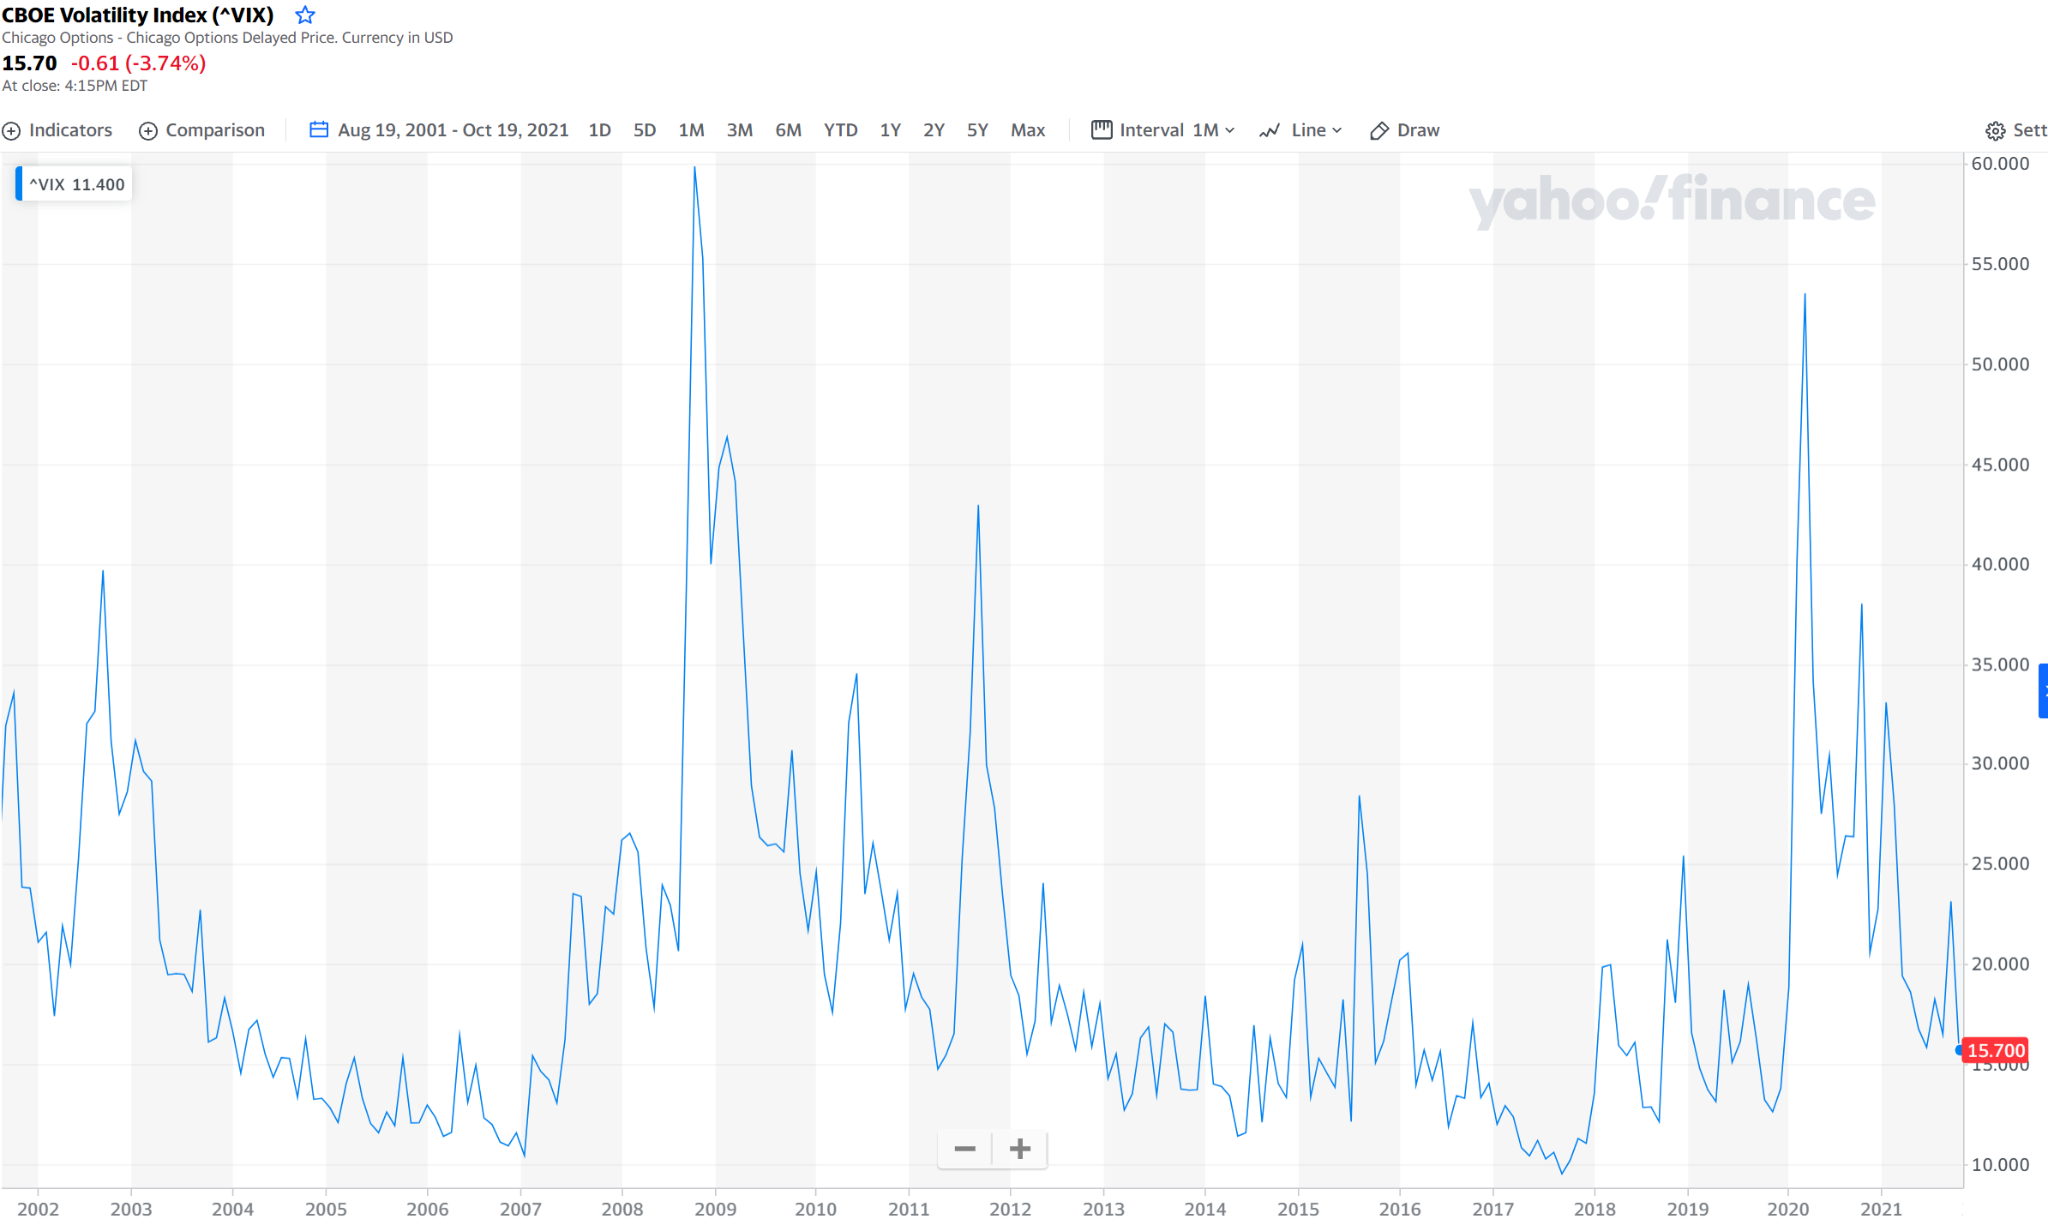 CBOE Volatility Index (^VIX)
Chicago Options - Chicago Options Delayed Price. Currency in USD
15.70 -0.61 (-3.74%)
At close: 4:15PM EDT
Indicators Comparison Aug 19, 2001 - Oct 19, 2021 1D 5D 1M 3M 6M YTD 1Y 2Y 5Y Max Interval 1M Line Draw Sett
^VIX 11.400
yahoo!finance
60.000
55.000
50.000
45.000
40.000
35.000
30.000
25.000
20.000
15.700
15.000
10.000
2002 2003 2004 2005 2006 2007 2008 2009 2010 2011 2012 2013 2014 2015 2016 2017 2018 2019 2020 2021